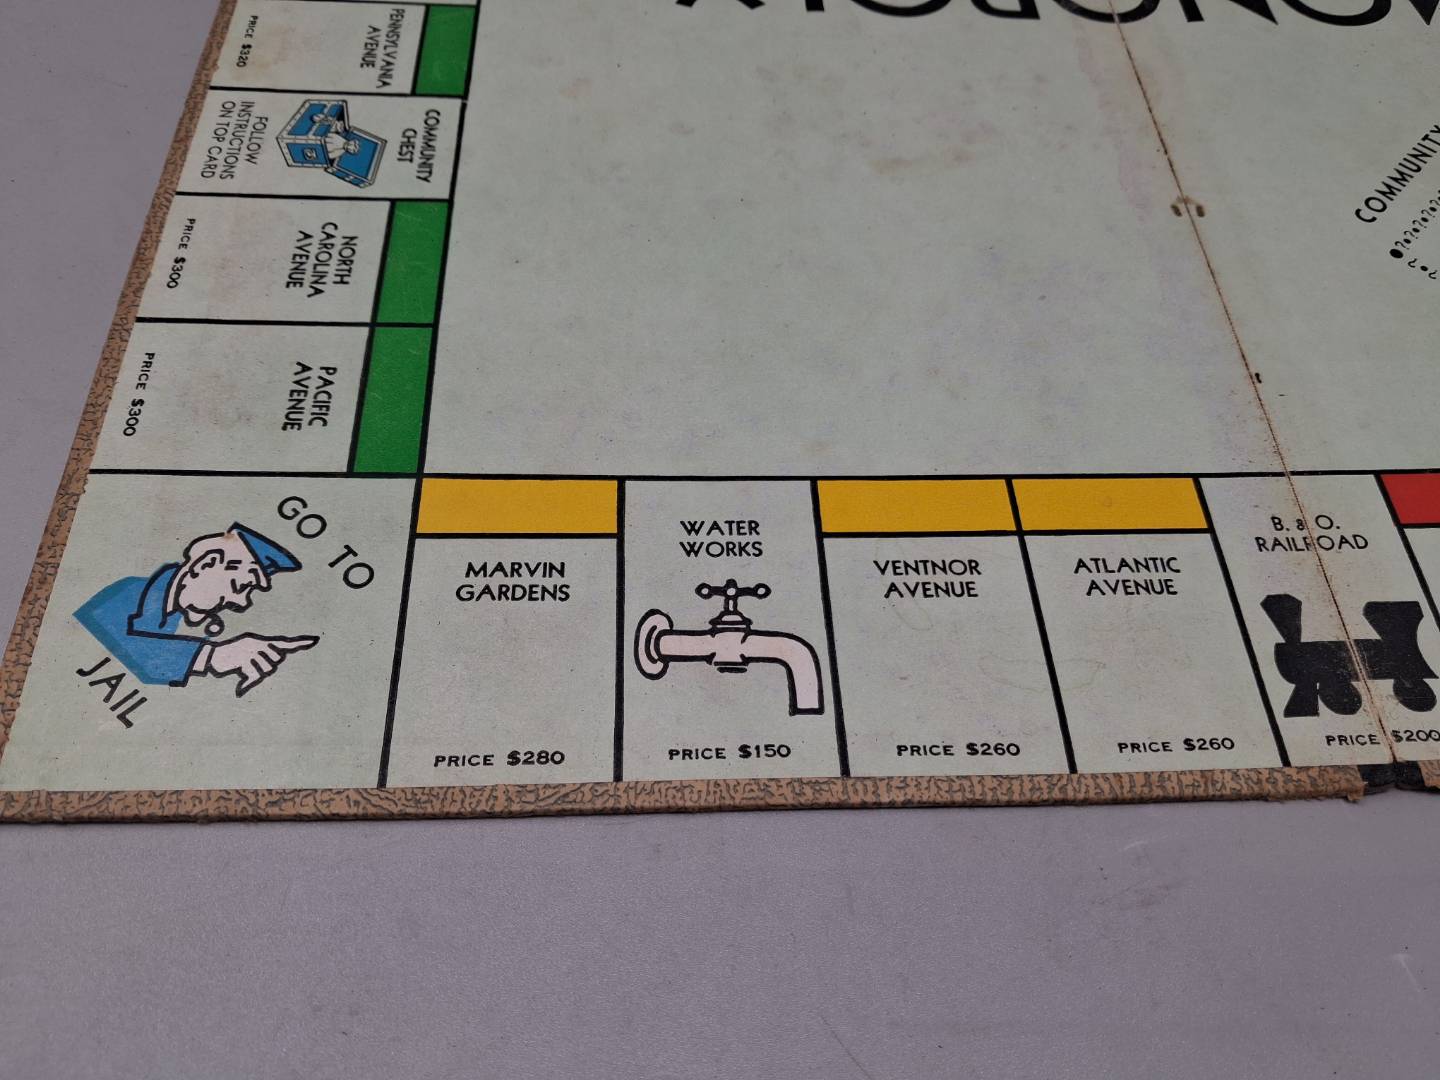 PENNSYLVANIA
AVENUE
PRICE $320
COMMUNITY
CHEST
FOLLOW
INSTRUCTIONS
ON TOP CARD
NORTH
CAROLINA
AVENUE
PRICE $300
PACIFIC
AVENUE
PRICE $300
GO TO
JAIL
MARVIN
GARDENS
PRICE $280
WATER
WORKS
PRICE $150
VENTNOR
AVENUE
PRICE $260
ATLANTIC
AVENUE
PRICE $260
B. & O.
RAILROAD
PRICE $200
COMMUNITY